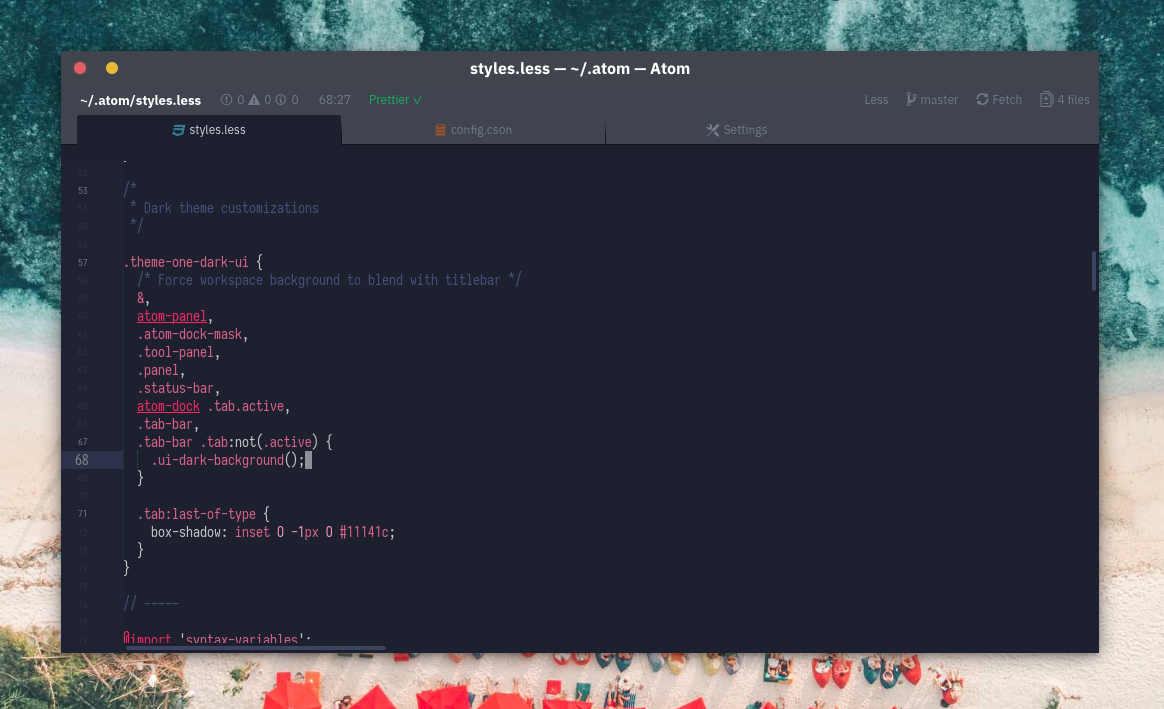 styles.less — ~/.atom — Atom
~/.atom/styles.less 0 0 0 68:27 Prettier ✓ Less master Fetch 4 files
styles.less config.cson Settings
52
53 /*
54 * Dark theme customizations
55 */
56
57 .theme-one-dark-ui {
58 /* Force workspace background to blend with titlebar */
59 &,
60 atom-panel,
61 .atom-dock-mask,
62 .tool-panel,
63 .panel,
64 .status-bar,
65 atom-dock .tab.active,
66 .tab-bar,
67 .tab-bar .tab:not(.active) {
68 .ui-dark-background();
69 }
70
71 .tab:last-of-type {
72 box-shadow: inset 0 -1px 0 #11141c;
73 }
74 }
75
76 // -----
77
78 @import 'syntax-variables';